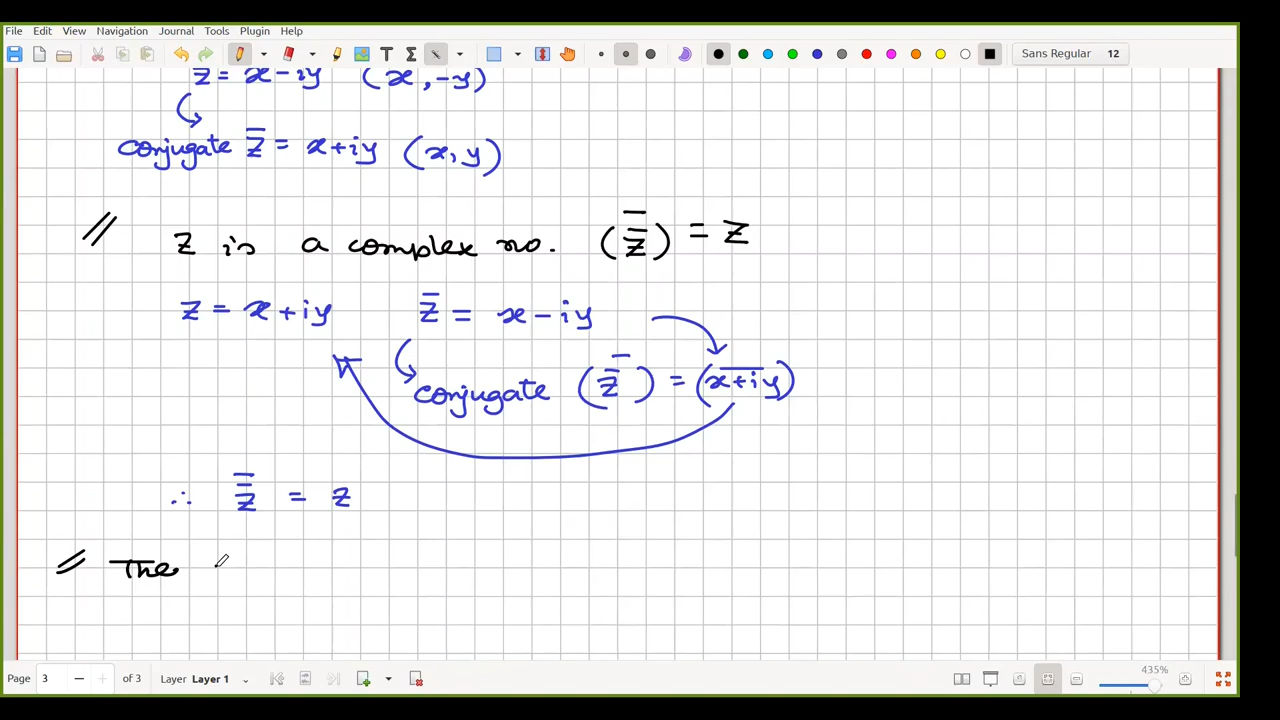 File Edit View Navigation Journal Tools Plugin Help
Sans Regular 12
z = x-iy (x,-y)
conjugate z̅ = x+iy (x,y)
// z is a complex no. (z̅̅) = z
z = x+iy z̅ = x-iy
conjugate (z̅̅) = (x̅+̅i̅y)
∴ z̅̅ = z
// The
Page 3 of 3 Layer Layer 1 435%